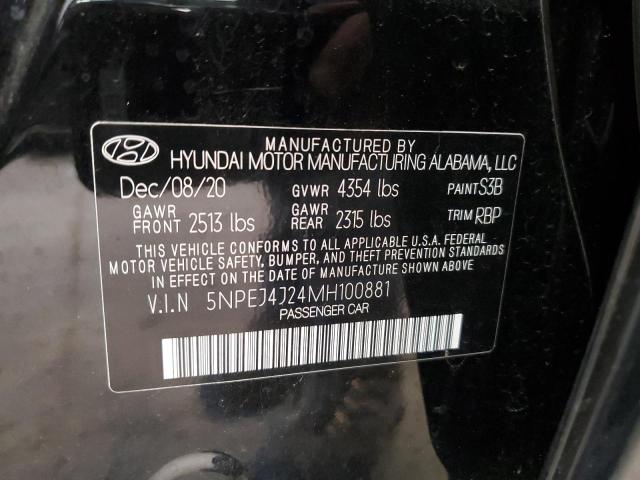 MANUFACTURED BY
HYUNDAI MOTOR MANUFACTURING ALABAMA, LLC
Dec/08/20 GVWR 4354 lbs PAINT S3B
GAWR FRONT 2513 lbs GAWR REAR 2315 lbs TRIM RBP
THIS VEHICLE CONFORMS TO ALL APPLICABLE U.S.A. FEDERAL
MOTOR VEHICLE SAFETY, BUMPER, AND THEFT PREVENTION STANDARDS
IN EFFECT ON THE DATE OF MANUFACTURE SHOWN ABOVE.
V.I.N 5NPEJ4J24MH100881
PASSENGER CAR